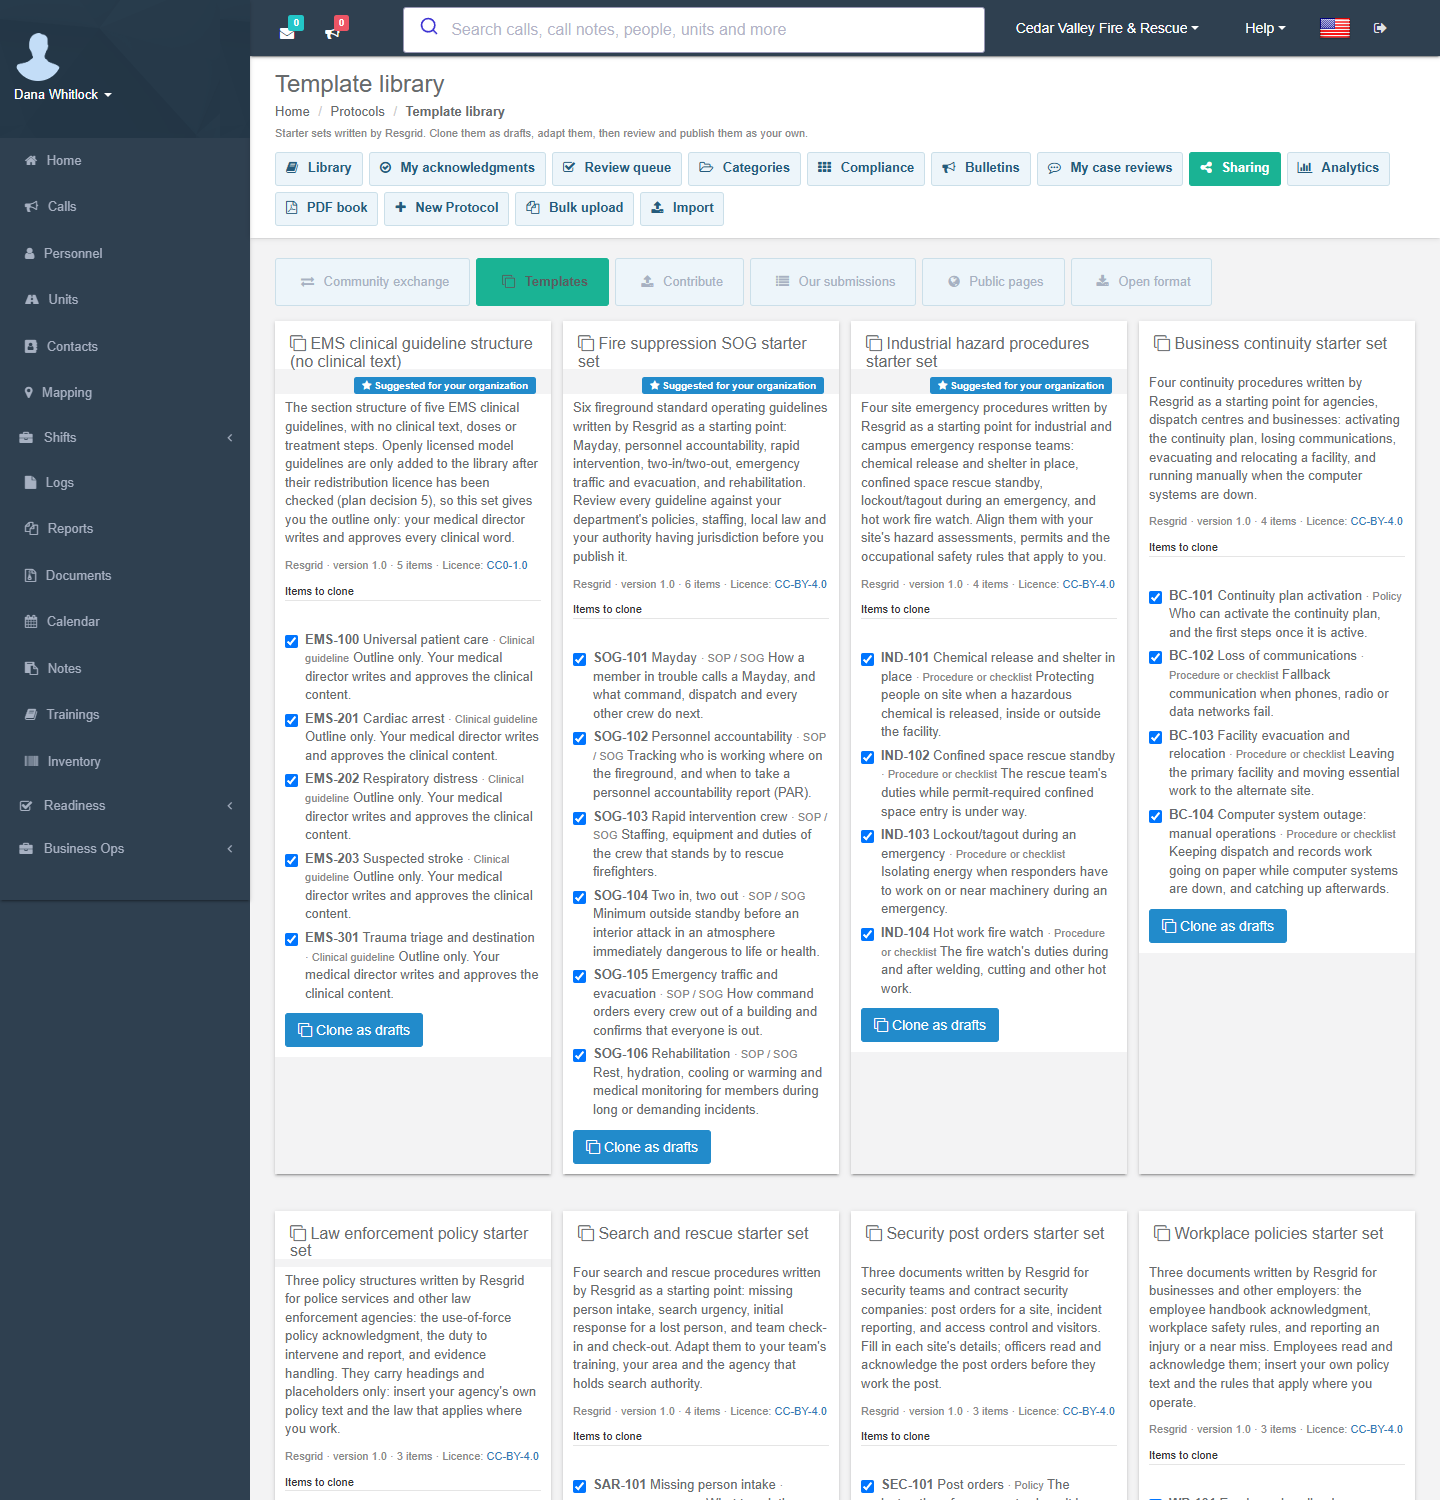 0
0
Search calls, call notes, people, units and more
Cedar Valley Fire & Rescue
Help
Dana Whitlock
Home
Calls
Personnel
Units
Contacts
Mapping
Shifts
Logs
Reports
Documents
Calendar
Notes
Trainings
Inventory
Readiness
Business Ops
Template library
Home / Protocols / Template library
Starter sets written by Resgrid. Clone them as drafts, adapt them, then review and publish them as your own.
Library
My acknowledgments
Review queue
Categories
Compliance
Bulletins
My case reviews
Sharing
Analytics
PDF book
New Protocol
Bulk upload
Import
Community exchange
Templates
Contribute
Our submissions
Public pages
Open format
EMS clinical guideline structure
(no clinical text)
Suggested for your organization
The section structure of five EMS clinical
guidelines, with no clinical text, doses or
treatment steps. Openly licensed model
guidelines are only added to the library after
their redistribution licence has been
checked (plan decision 5), so this set gives
you the outline only: your medical director
writes and approves every clinical word.
Resgrid · version 1.0 · 5 items · Licence: CC0-1.0
Items to clone
EMS-100 Universal patient care · Clinical
guideline Outline only. Your medical
director writes and approves the clinical
content.
EMS-201 Cardiac arrest · Clinical guideline
Outline only. Your medical director writes
and approves the clinical content.
EMS-202 Respiratory distress · Clinical
guideline Outline only. Your medical
director writes and approves the clinical
content.
EMS-203 Suspected stroke · Clinical
guideline Outline only. Your medical
director writes and approves the clinical
content.
EMS-301 Trauma triage and destination
· Clinical guideline Outline only. Your
medical director writes and approves the
clinical content.
Clone as drafts
Fire suppression SOG starter
set
Suggested for your organization
Six fireground standard operating guidelines
written by Resgrid as a starting point:
Mayday, personnel accountability, rapid
intervention, two-in/two-out, emergency
traffic and evacuation, and rehabilitation.
Review every guideline against your
department's policies, staffing, local law and
your authority having jurisdiction before you
publish it.
Resgrid · version 1.0 · 6 items · Licence: CC-BY-4.0
Items to clone
SOG-101 Mayday · SOP / SOG How a
member in trouble calls a Mayday, and
what command, dispatch and every
other crew do next.
SOG-102 Personnel accountability · SOP
/ SOG Tracking who is working where on
the fireground, and when to take a
personnel accountability report (PAR).
SOG-103 Rapid intervention crew · SOP /
SOG Staffing, equipment and duties of
the crew that stands by to rescue
firefighters.
SOG-104 Two in, two out · SOP / SOG
Minimum outside standby before an
interior attack in an atmosphere
immediately dangerous to life or health.
SOG-105 Emergency traffic and
evacuation · SOP / SOG How command
orders every crew out of a building and
confirms that everyone is out.
SOG-106 Rehabilitation · SOP / SOG
Rest, hydration, cooling or warming and
medical monitoring for members during
long or demanding incidents.
Clone as drafts
Industrial hazard procedures
starter set
Suggested for your organization
Four site emergency procedures written by
Resgrid as a starting point for industrial and
campus emergency response teams:
chemical release and shelter in place,
confined space rescue standby,
lockout/tagout during an emergency, and
hot work fire watch. Align them with your
site's hazard assessments, permits and the
occupational safety rules that apply to you.
Resgrid · version 1.0 · 4 items · Licence: CC-BY-4.0
Items to clone
IND-101 Chemical release and shelter in
place · Procedure or checklist Protecting
people on site when a hazardous
chemical is released, inside or outside
the facility.
IND-102 Confined space rescue standby
· Procedure or checklist The rescue team's
duties while permit-required confined
space entry is under way.
IND-103 Lockout/tagout during an
emergency · Procedure or checklist
Isolating energy when responders have
to work on or near machinery during an
emergency.
IND-104 Hot work fire watch · Procedure
or checklist The fire watch's duties during
and after welding, cutting and other hot
work.
Clone as drafts
Business continuity starter set
Four continuity procedures written by
Resgrid as a starting point for agencies,
dispatch centres and businesses: activating
the continuity plan, losing communications,
evacuating and relocating a facility, and
running manually when the computer
systems are down.
Resgrid · version 1.0 · 4 items · Licence: CC-BY-4.0
Items to clone
BC-101 Continuity plan activation · Policy
Who can activate the continuity plan,
and the first steps once it is active.
BC-102 Loss of communications ·
Procedure or checklist Fallback
communication when phones, radio or
data networks fail.
BC-103 Facility evacuation and
relocation · Procedure or checklist Leaving
the primary facility and moving essential
work to the alternate site.
BC-104 Computer system outage:
manual operations · Procedure or checklist
Keeping dispatch and records work
going on paper while computer systems
are down, and catching up afterwards.
Clone as drafts
Law enforcement policy starter
set
Three policy structures written by Resgrid
for police services and other law
enforcement agencies: the use-of-force
policy acknowledgment, the duty to
intervene and report, and evidence
handling. They carry headings and
placeholders only: insert your agency's own
policy text and the law that applies where
you work.
Resgrid · version 1.0 · 3 items · Licence: CC-BY-4.0
Items to clone
Search and rescue starter set
Four search and rescue procedures written
by Resgrid as a starting point: missing
person intake, search urgency, initial
response for a lost person, and team check-
in and check-out. Adapt them to your team's
training, your area and the agency that
holds search authority.
Resgrid · version 1.0 · 4 items · Licence: CC-BY-4.0
Items to clone
SAR-101 Missing person intake ·
Security post orders starter set
Three documents written by Resgrid for
security teams and contract security
companies: post orders for a site, incident
reporting, and access control and visitors.
Fill in each site's details; officers read and
acknowledge the post orders before they
work the post.
Resgrid · version 1.0 · 3 items · Licence: CC-BY-4.0
Items to clone
SEC-101 Post orders · Policy The
Workplace policies starter set
Three documents written by Resgrid for
businesses and other employers: the
employee handbook acknowledgment,
workplace safety rules, and reporting an
injury or a near miss. Employees read and
acknowledge them; insert your own policy
text and the rules that apply where you
operate.
Resgrid · version 1.0 · 3 items · Licence: CC-BY-4.0
Items to clone